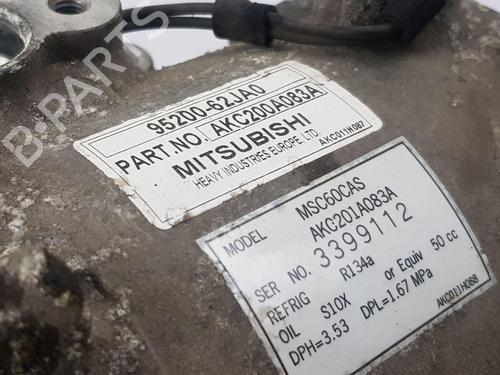 95200-62JA0
PART.NO. AKC200A083A
MITSUBISHI
HEAVY INDUSTRIES EUROPE, LTD.
AKC011H087
MODEL MSC60CAS
AKC201A083A
SER NO. 3399112
REFRIG R134a
OIL S10X or Equiv 50 cc
DPH=3.53 DPL=1.67 MPa
AKC011H088
B-PARTS